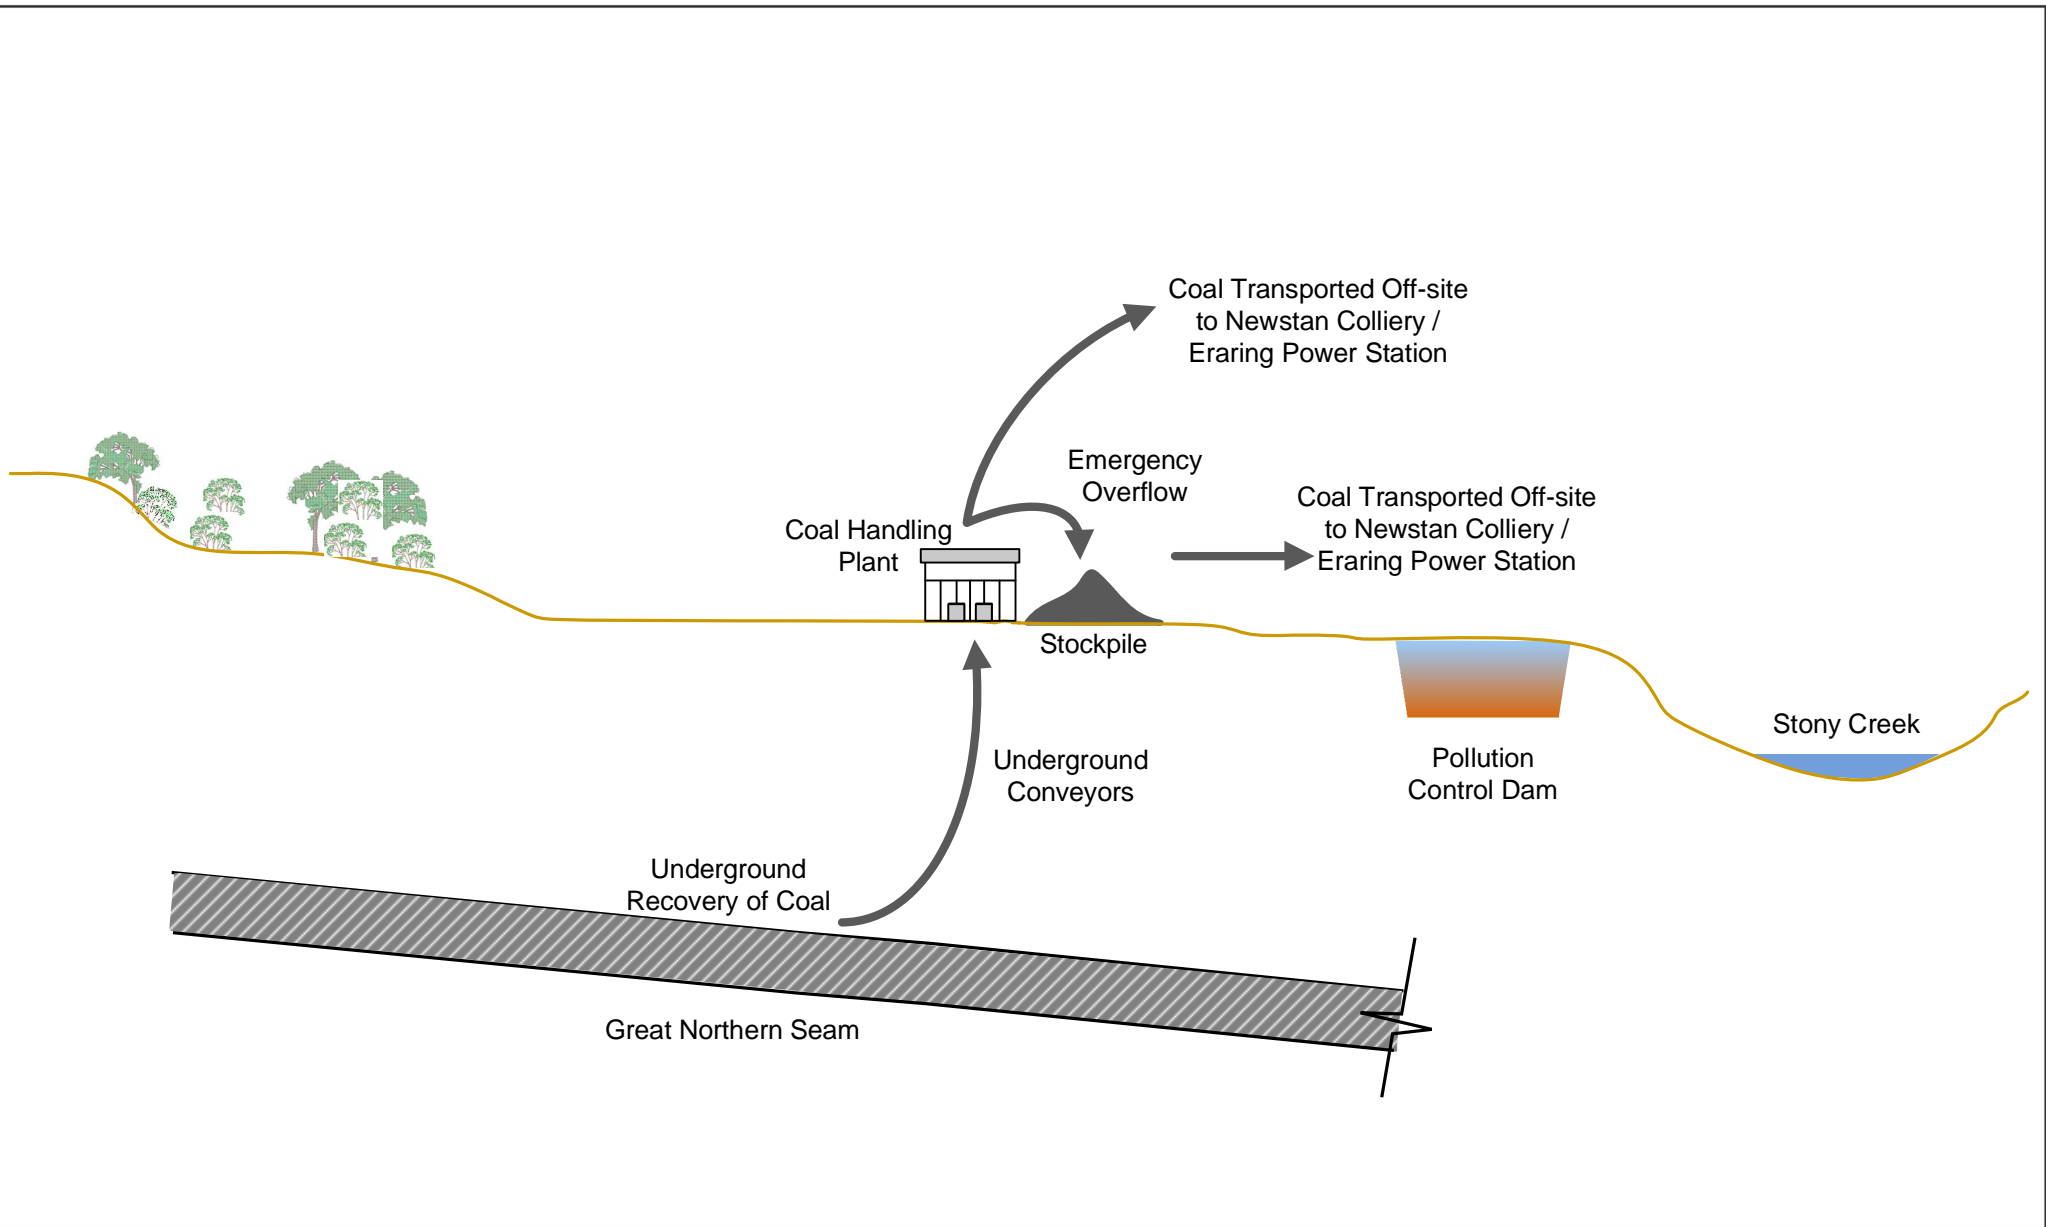 Coal Transported Off-site
to Newstan Colliery /
Eraring Power Station
Emergency
Overflow
Coal Transported Off-site
to Newstan Colliery /
Eraring Power Station
Coal Handling
Plant
Stockpile
Stony Creek
Underground
Conveyors
Pollution
Control Dam
Underground
Recovery of Coal
Great Northern Seam